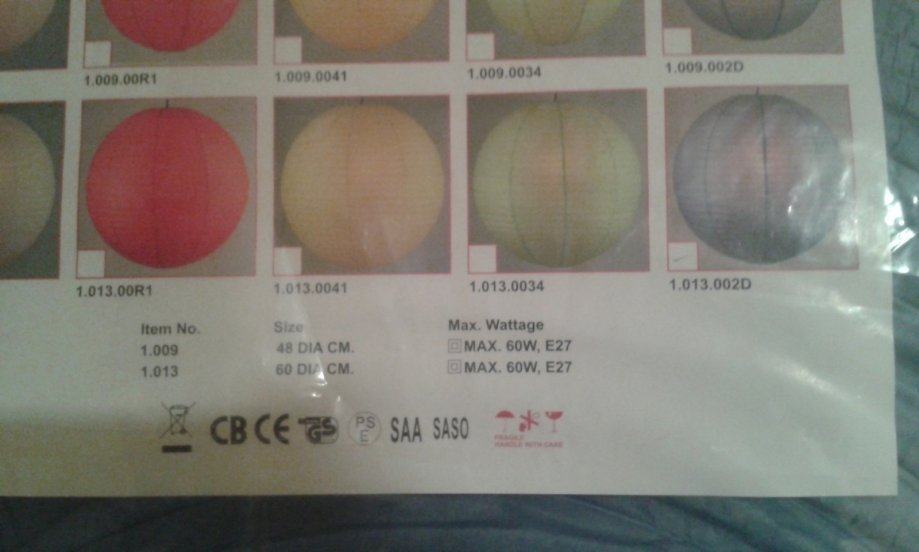 1.009.00R1
1.009.0041
1.009.0034
1.009.002D
1.013.00R1
1.013.0041
1.013.0034
1.013.002D
Item No. Size Max. Wattage
1.009 48 DIA CM. MAX. 60W, E27
1.013 60 DIA CM. MAX. 60W, E27
CB CE GS PSE SAA SASO
FRAGILE
HANDLE WITH CARE